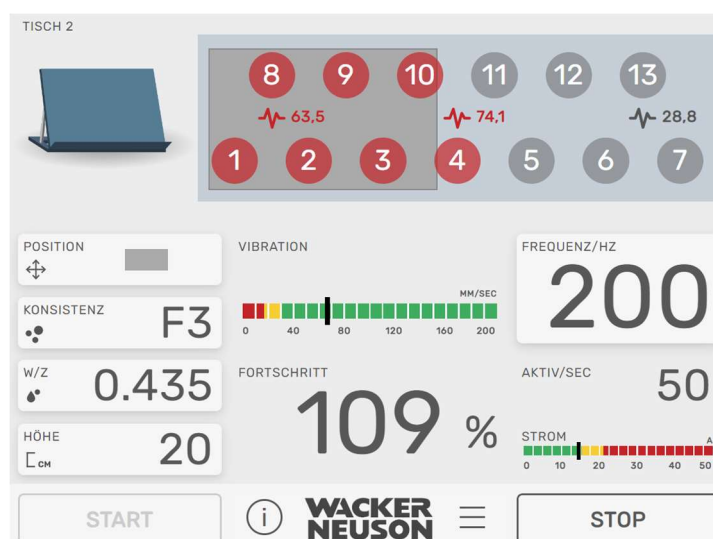 TISCH 2
8 9 10 11 12 13
63,5 74,1 28,8
1 2 3 4 5 6 7
POSITION
VIBRATION
MM/SEC
0 40 80 120 160 200
FREQUENZ/HZ
200
KONSISTENZ
F3
W/Z
0.435
FORTSCHRITT
109 %
AKTIV/SEC
50
HÖHE
CM
20
STROM
A
0 10 20 30 40 50
START
i
WACKER
NEUSON
STOP